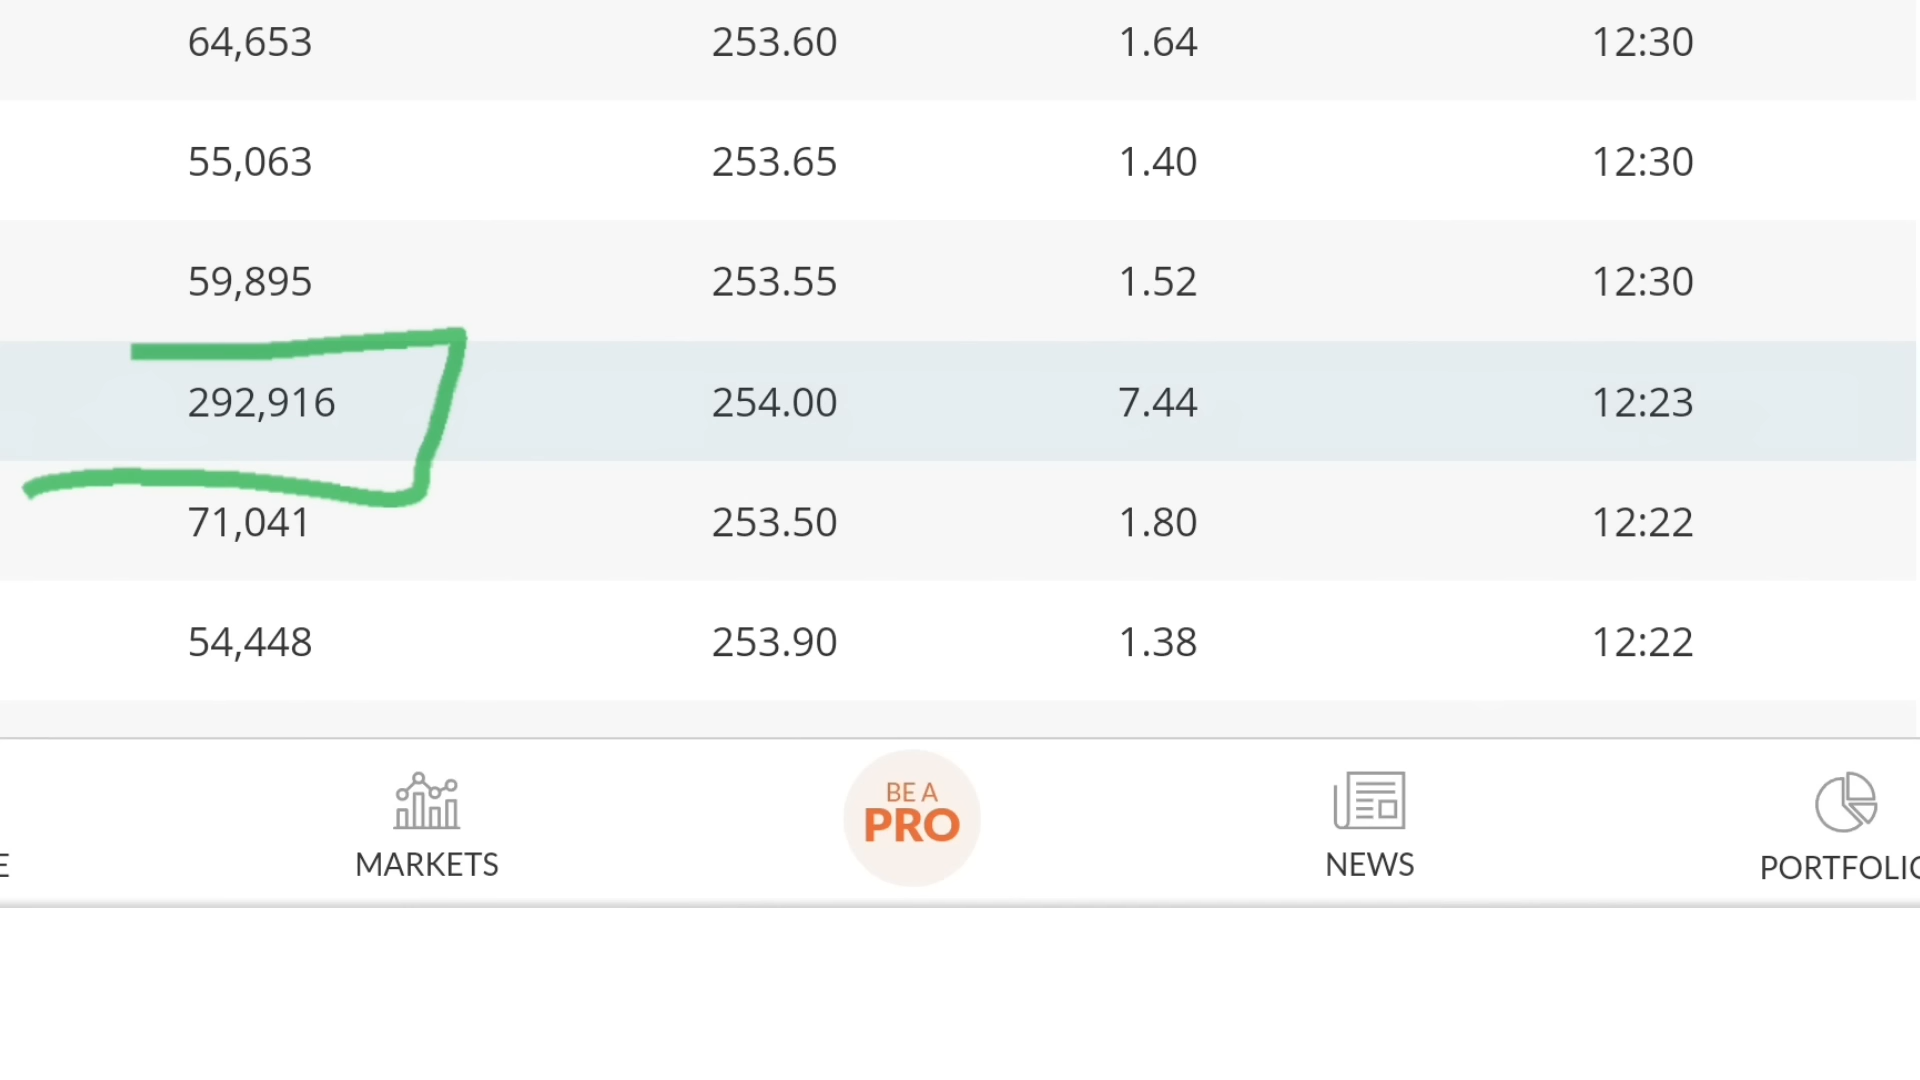 64,653 253.60 1.64 12:30
55,063 253.65 1.40 12:30
59,895 253.55 1.52 12:30
292,916 254.00 7.44 12:23
71,041 253.50 1.80 12:22
54,448 253.90 1.38 12:22
BE A
PRO
E MARKETS NEWS PORTFOLIO